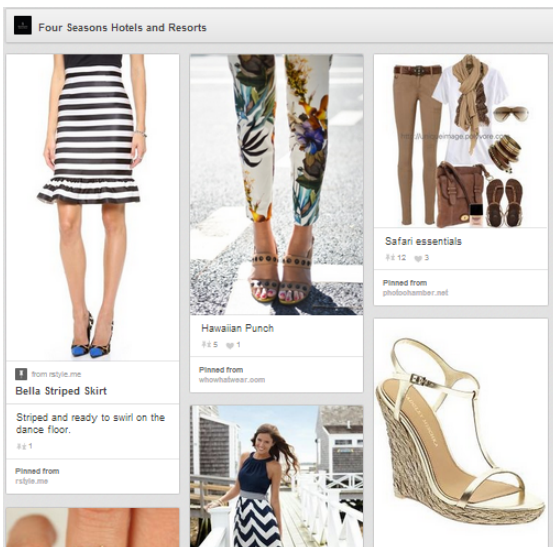 Four Seasons Hotels and Resorts
from rstyle.me
Bella Striped Skirt
Striped and ready to swirl on the
dance floor.
1
Pinned from
rstyle.me
Hawaiian Punch
5 1
Pinned from
whowhatwear.com
Safari essentials
12 3
Pinned from
photochamber.net